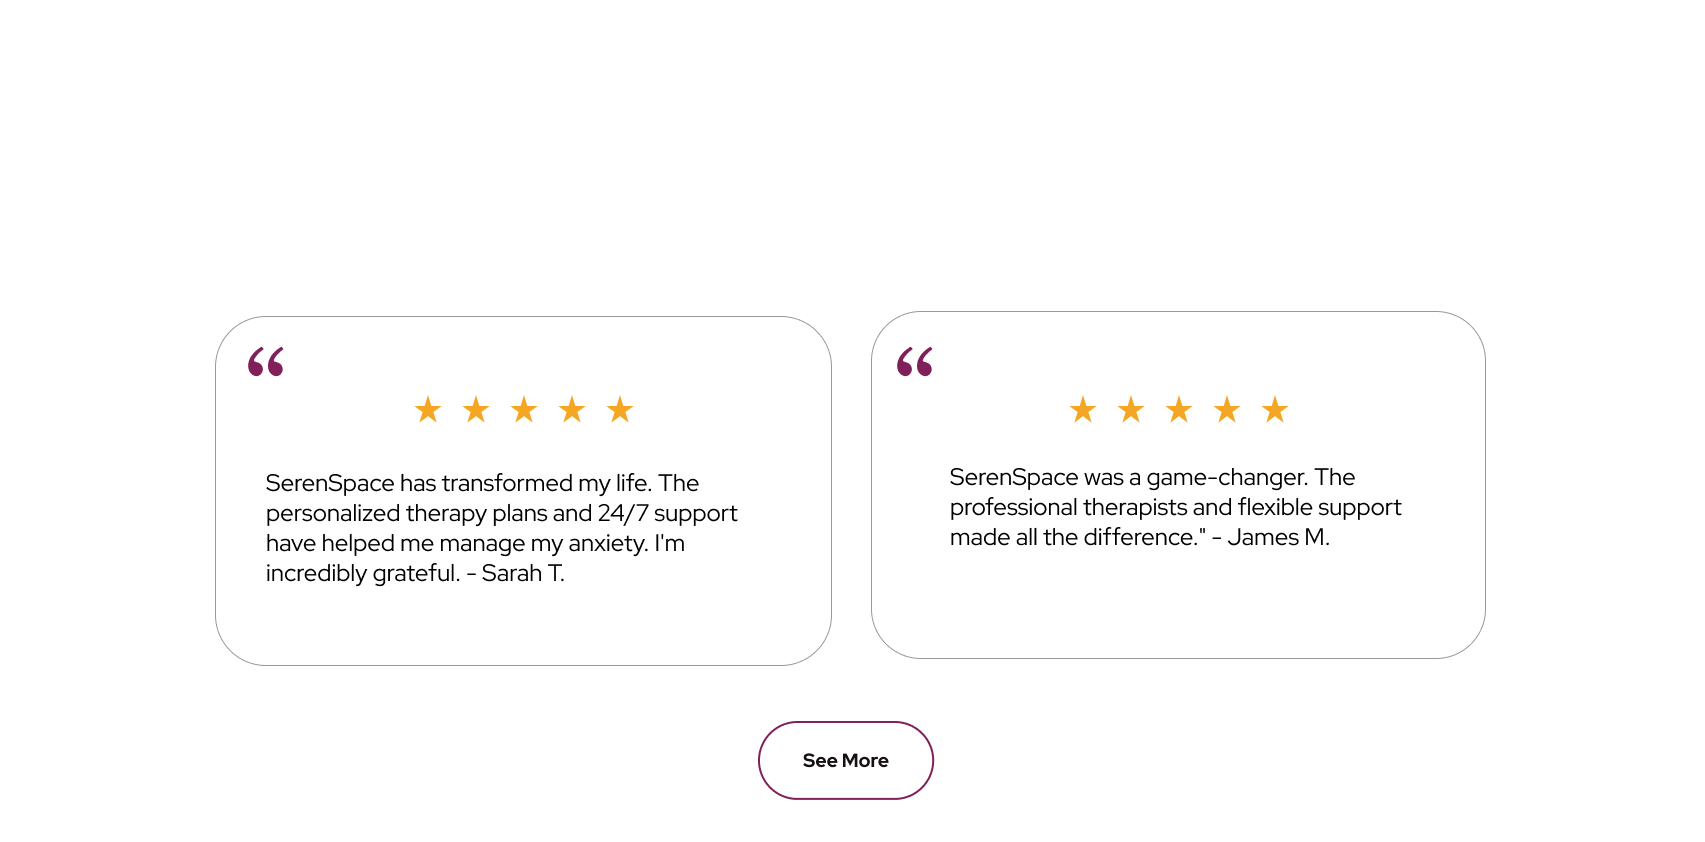 “
SerenSpace has transformed my life. The
personalized therapy plans and 24/7 support
have helped me manage my anxiety. I'm
incredibly grateful. - Sarah T.
“
SerenSpace was a game-changer. The
professional therapists and flexible support
made all the difference." - James M.
See More